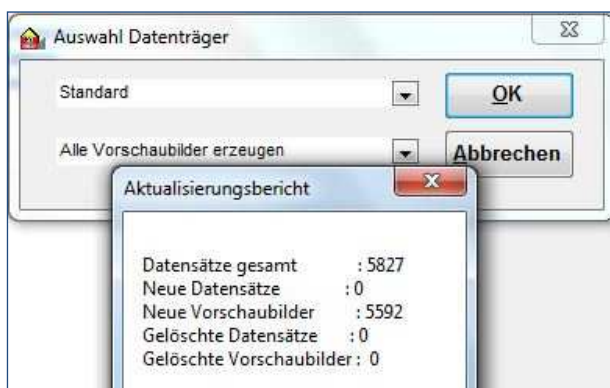 Auswahl Datenträger
Standard
OK
Alle Vorschaubilder erzeugen
Abbrechen
Aktualisierungsbericht
Datensätze gesamt : 5827
Neue Datensätze : 0
Neue Vorschaubilder : 5592
Gelöschte Datensätze : 0
Gelöschte Vorschaubilder : 0